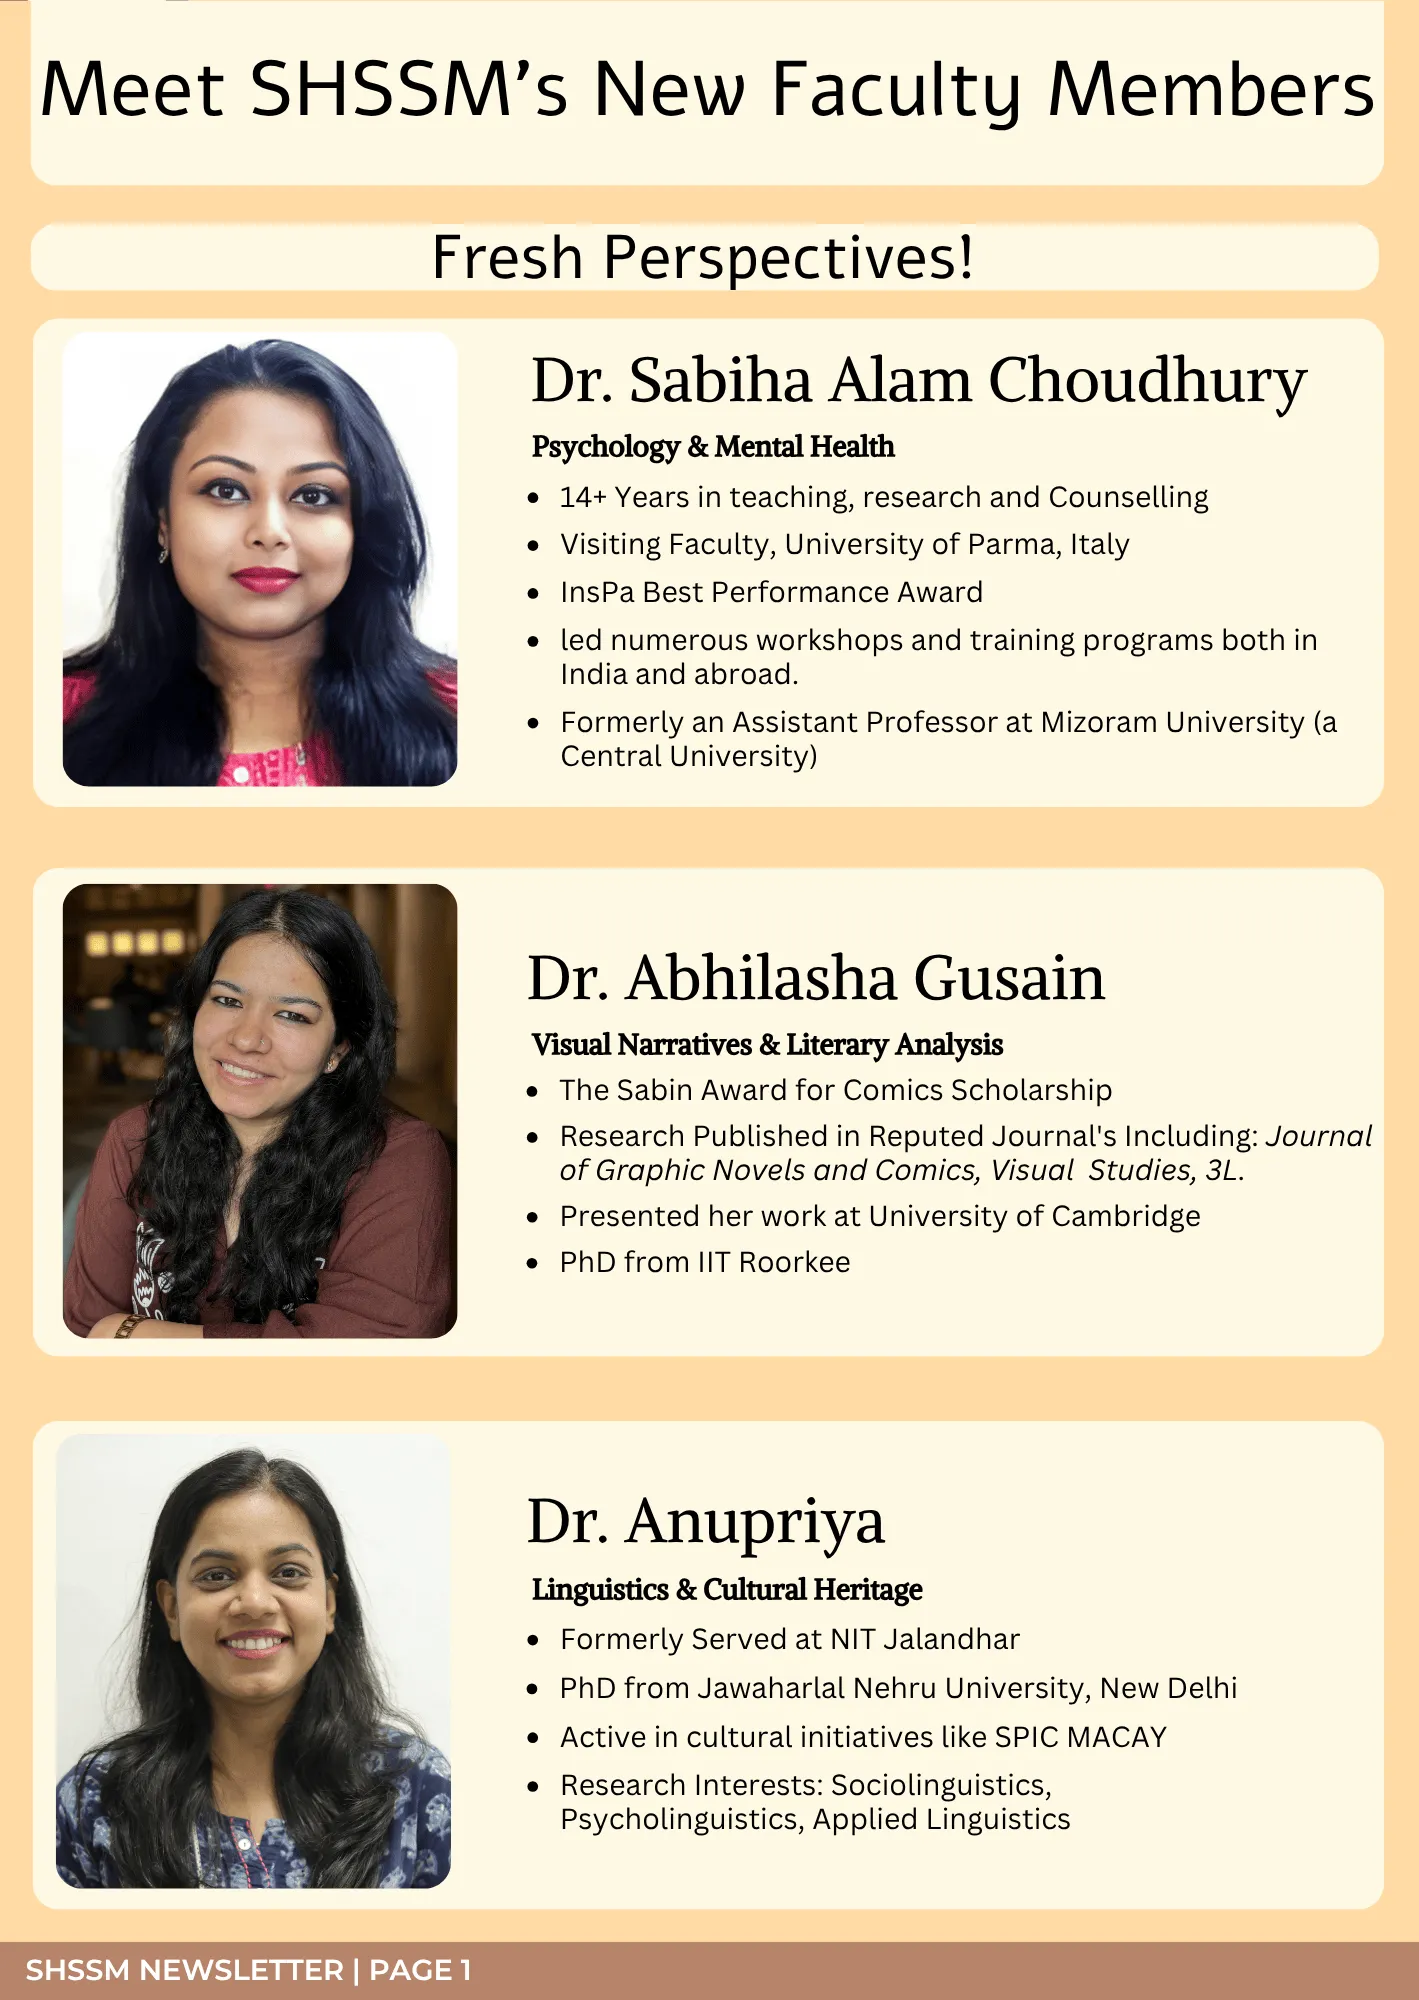 Meet SHSSM's New Faculty Members
Fresh Perspectives!
Dr. Sabiha Alam Choudhury
Psychology & Mental Health
• 14+ Years in teaching, research and Counselling
• Visiting Faculty, University of Parma, Italy
• InsPa Best Performance Award
• led numerous workshops and training programs both in
India and abroad.
• Formerly an Assistant Professor at Mizoram University (a
Central University)
Dr. Abhilasha Gusain
Visual Narratives & Literary Analysis
• The Sabin Award for Comics Scholarship
• Research Published in Reputed Journal's Including: Journal
of Graphic Novels and Comics, Visual  Studies, 3L.
• Presented her work at University of Cambridge
• PhD from IIT Roorkee
Dr. Anupriya
Linguistics & Cultural Heritage
• Formerly Served at NIT Jalandhar
• PhD from Jawaharlal Nehru University, New Delhi
• Active in cultural initiatives like SPIC MACAY
• Research Interests: Sociolinguistics,
Psycholinguistics, Applied Linguistics
SHSSM NEWSLETTER | PAGE 1